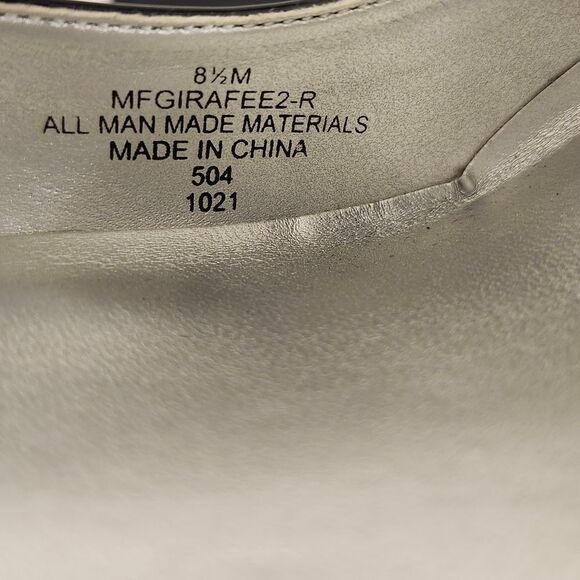 8½M
MFGIRAFEE2-R
ALL MAN MADE MATERIALS
MADE IN CHINA
504
1021